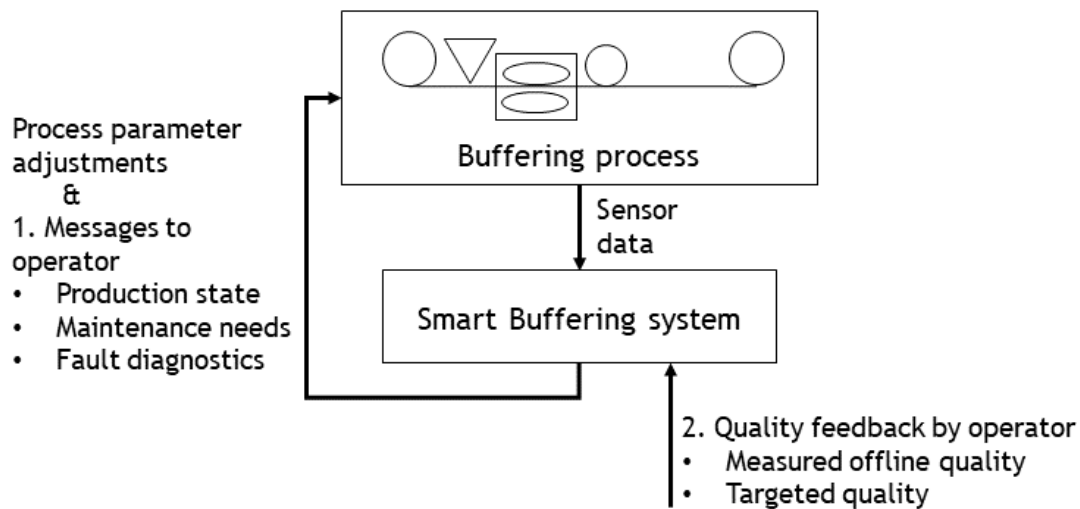 Buffering process
Process parameter
adjustments
&
1. Messages to
operator
• Production state
• Maintenance needs
• Fault diagnostics
Sensor
data
Smart Buffering system
2. Quality feedback by operator
• Measured offline quality
• Targeted quality